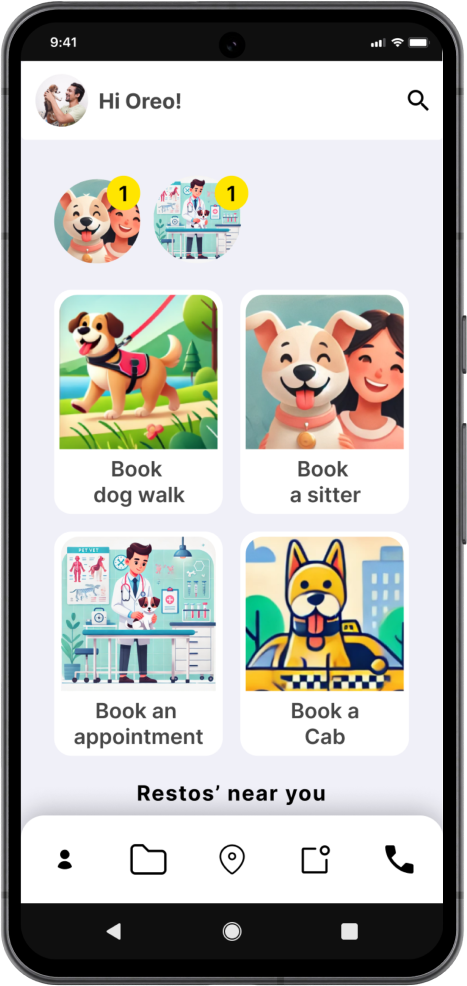 9:41
Hi Oreo!
1
1
Book
dog walk
Book
a sitter
PET VET
Book an
appointment
Book a
Cab
Restos’ near you